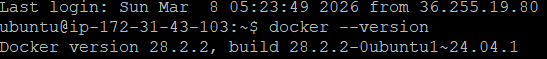 Last login: Sun Mar  8 05:23:49 2026 from 36.255.19.80
ubuntu@ip-172-31-43-103:~$ docker --version
Docker version 28.2.2, build 28.2.2-0ubuntu1~24.04.1